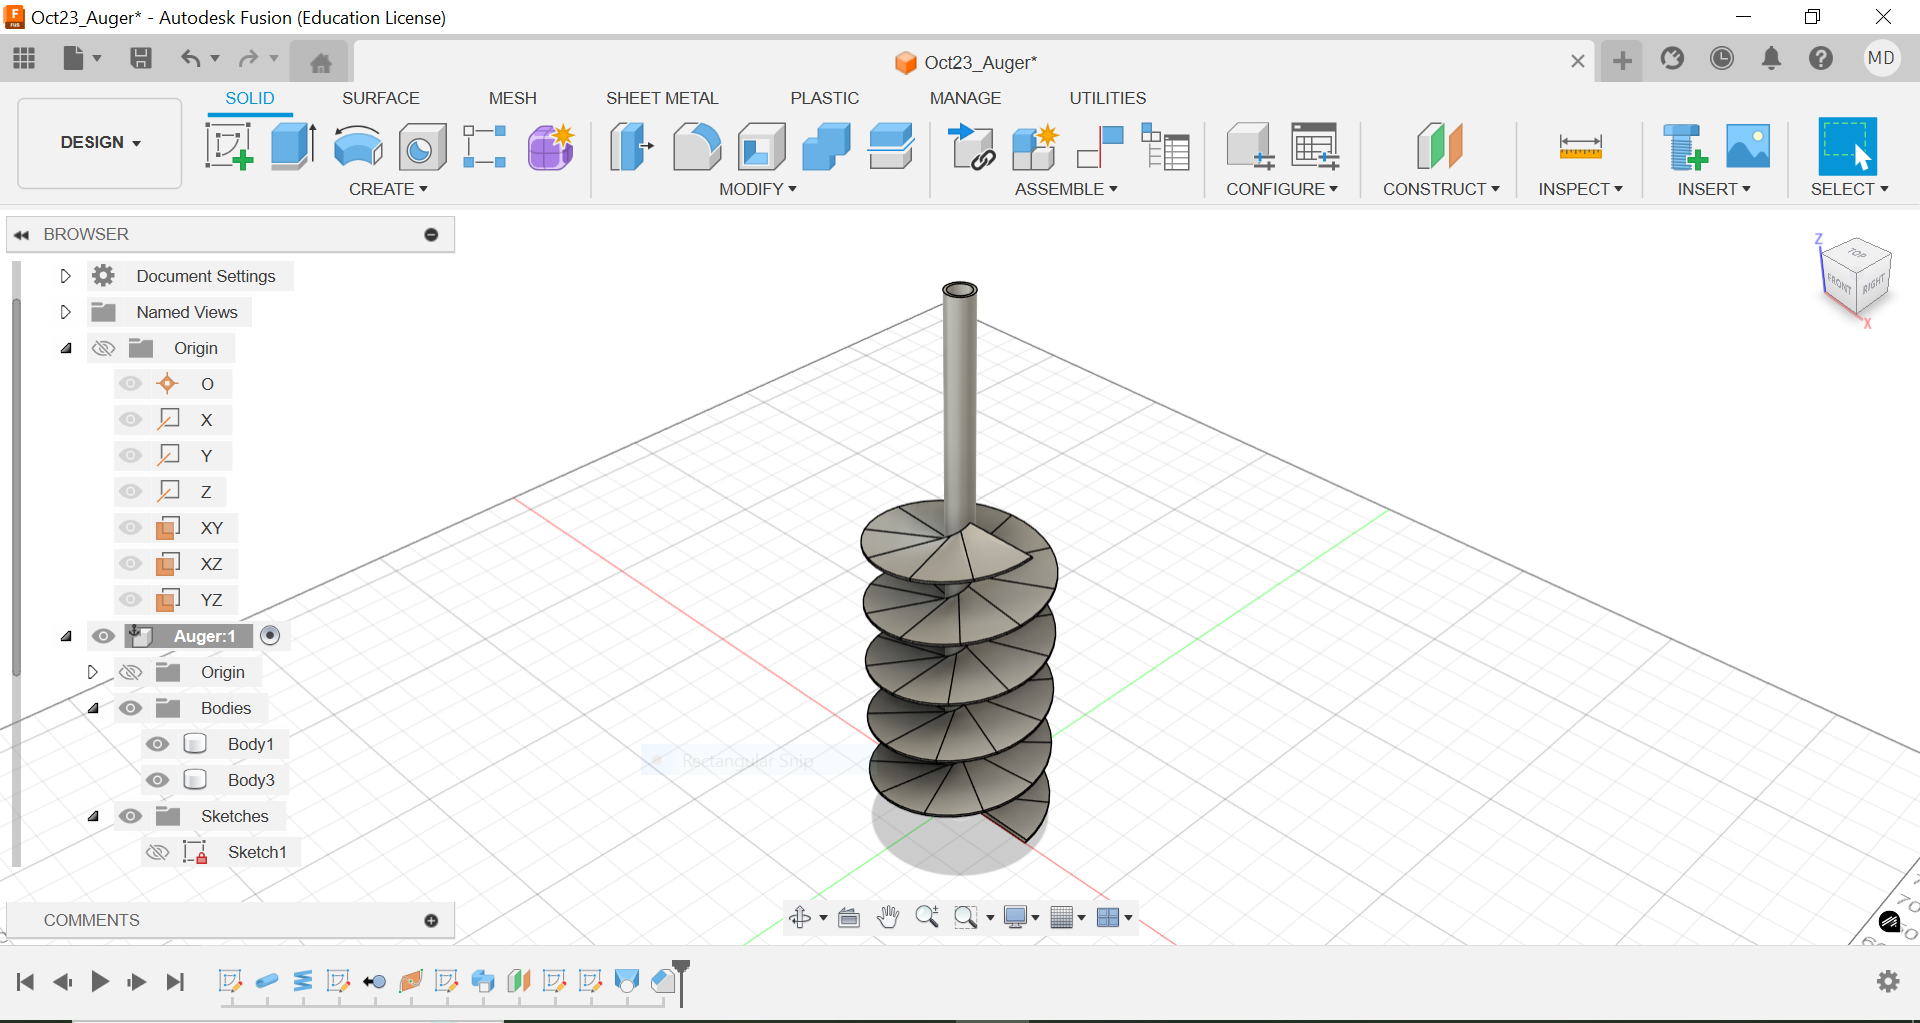 Oct23_Auger* - Autodesk Fusion (Education License)
Oct23_Auger*
MD
DESIGN
SOLID SURFACE MESH SHEET METAL PLASTIC MANAGE UTILITIES
CREATE MODIFY ASSEMBLE CONFIGURE CONSTRUCT INSPECT INSERT SELECT
BROWSER
Document Settings
Named Views
Origin
O
X
Y
Z
XY
XZ
YZ
Auger:1
Origin
Bodies
Body1
Body3
Sketches
Sketch1
COMMENTS
Rectangular Snip
Z
TOP
FRONT RIGHT
X